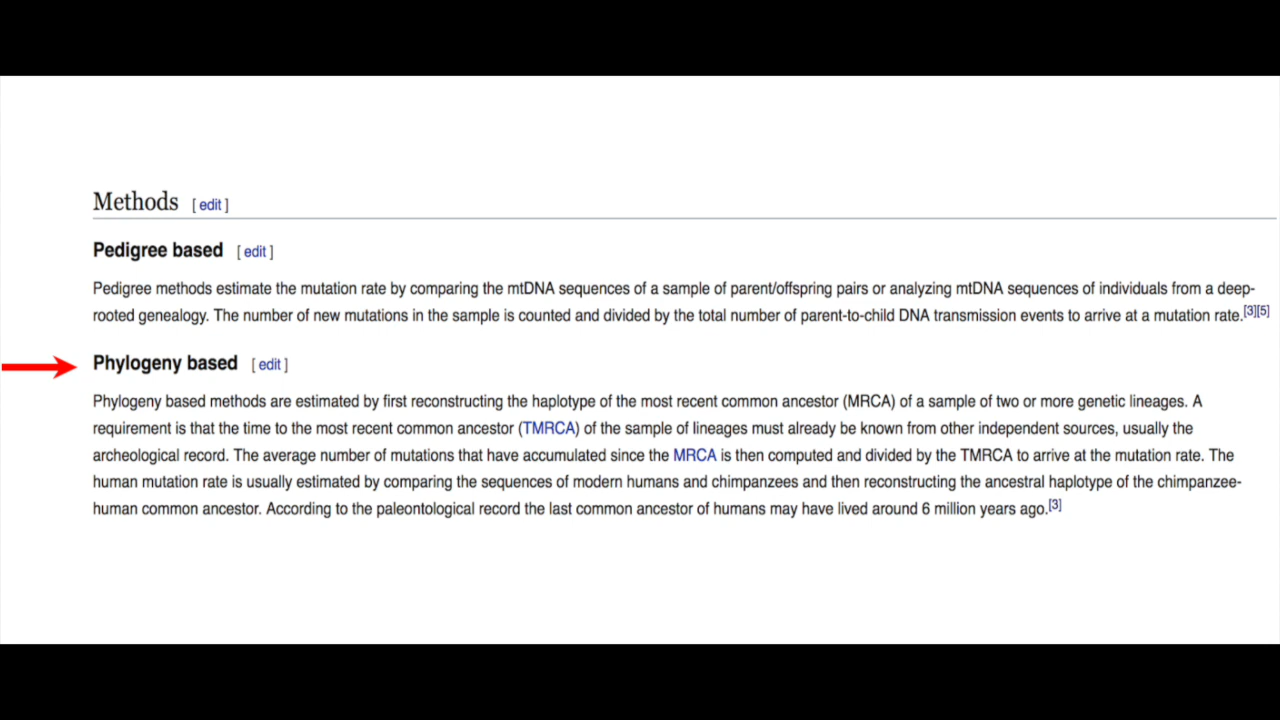 Methods [ edit ]
Pedigree based [ edit ]
Pedigree methods estimate the mutation rate by comparing the mtDNA sequences of a sample of parent/offspring pairs or analyzing mtDNA sequences of individuals from a deep-
rooted genealogy. The number of new mutations in the sample is counted and divided by the total number of parent-to-child DNA transmission events to arrive at a mutation rate.[3][5]
Phylogeny based [ edit ]
Phylogeny based methods are estimated by first reconstructing the haplotype of the most recent common ancestor (MRCA) of a sample of two or more genetic lineages. A
requirement is that the time to the most recent common ancestor (TMRCA) of the sample of lineages must already be known from other independent sources, usually the
archeological record. The average number of mutations that have accumulated since the MRCA is then computed and divided by the TMRCA to arrive at the mutation rate. The
human mutation rate is usually estimated by comparing the sequences of modern humans and chimpanzees and then reconstructing the ancestral haplotype of the chimpanzee-
human common ancestor. According to the paleontological record the last common ancestor of humans may have lived around 6 million years ago.[3]